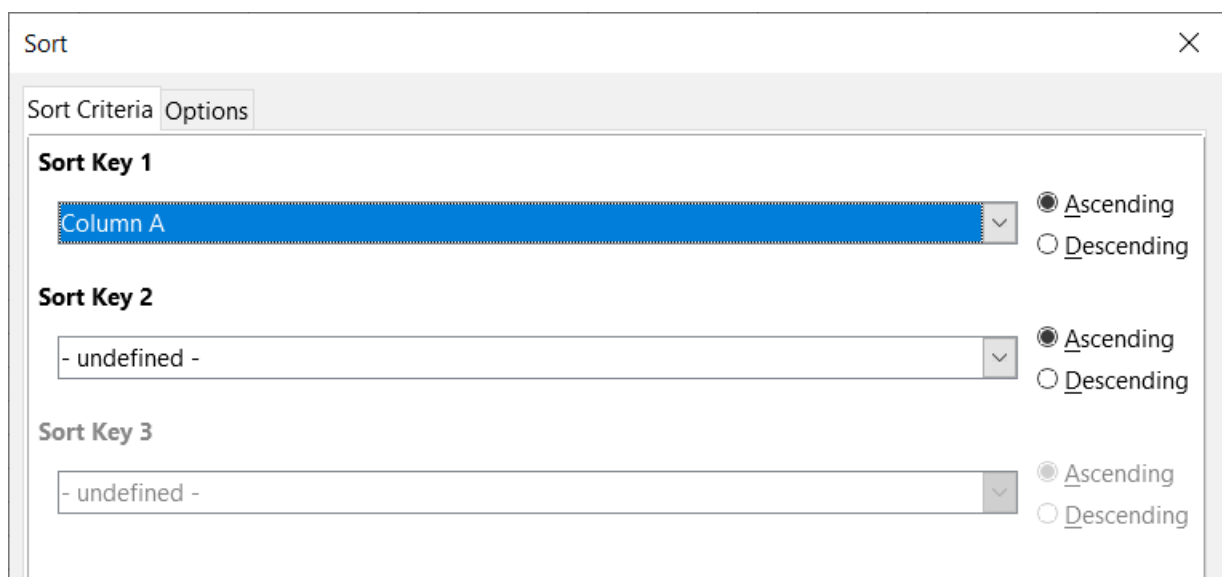 Sort
Sort Criteria Options
Sort Key 1
Column A
Ascending
Descending
Sort Key 2
- undefined -
Ascending
Descending
Sort Key 3
- undefined -
Ascending
Descending